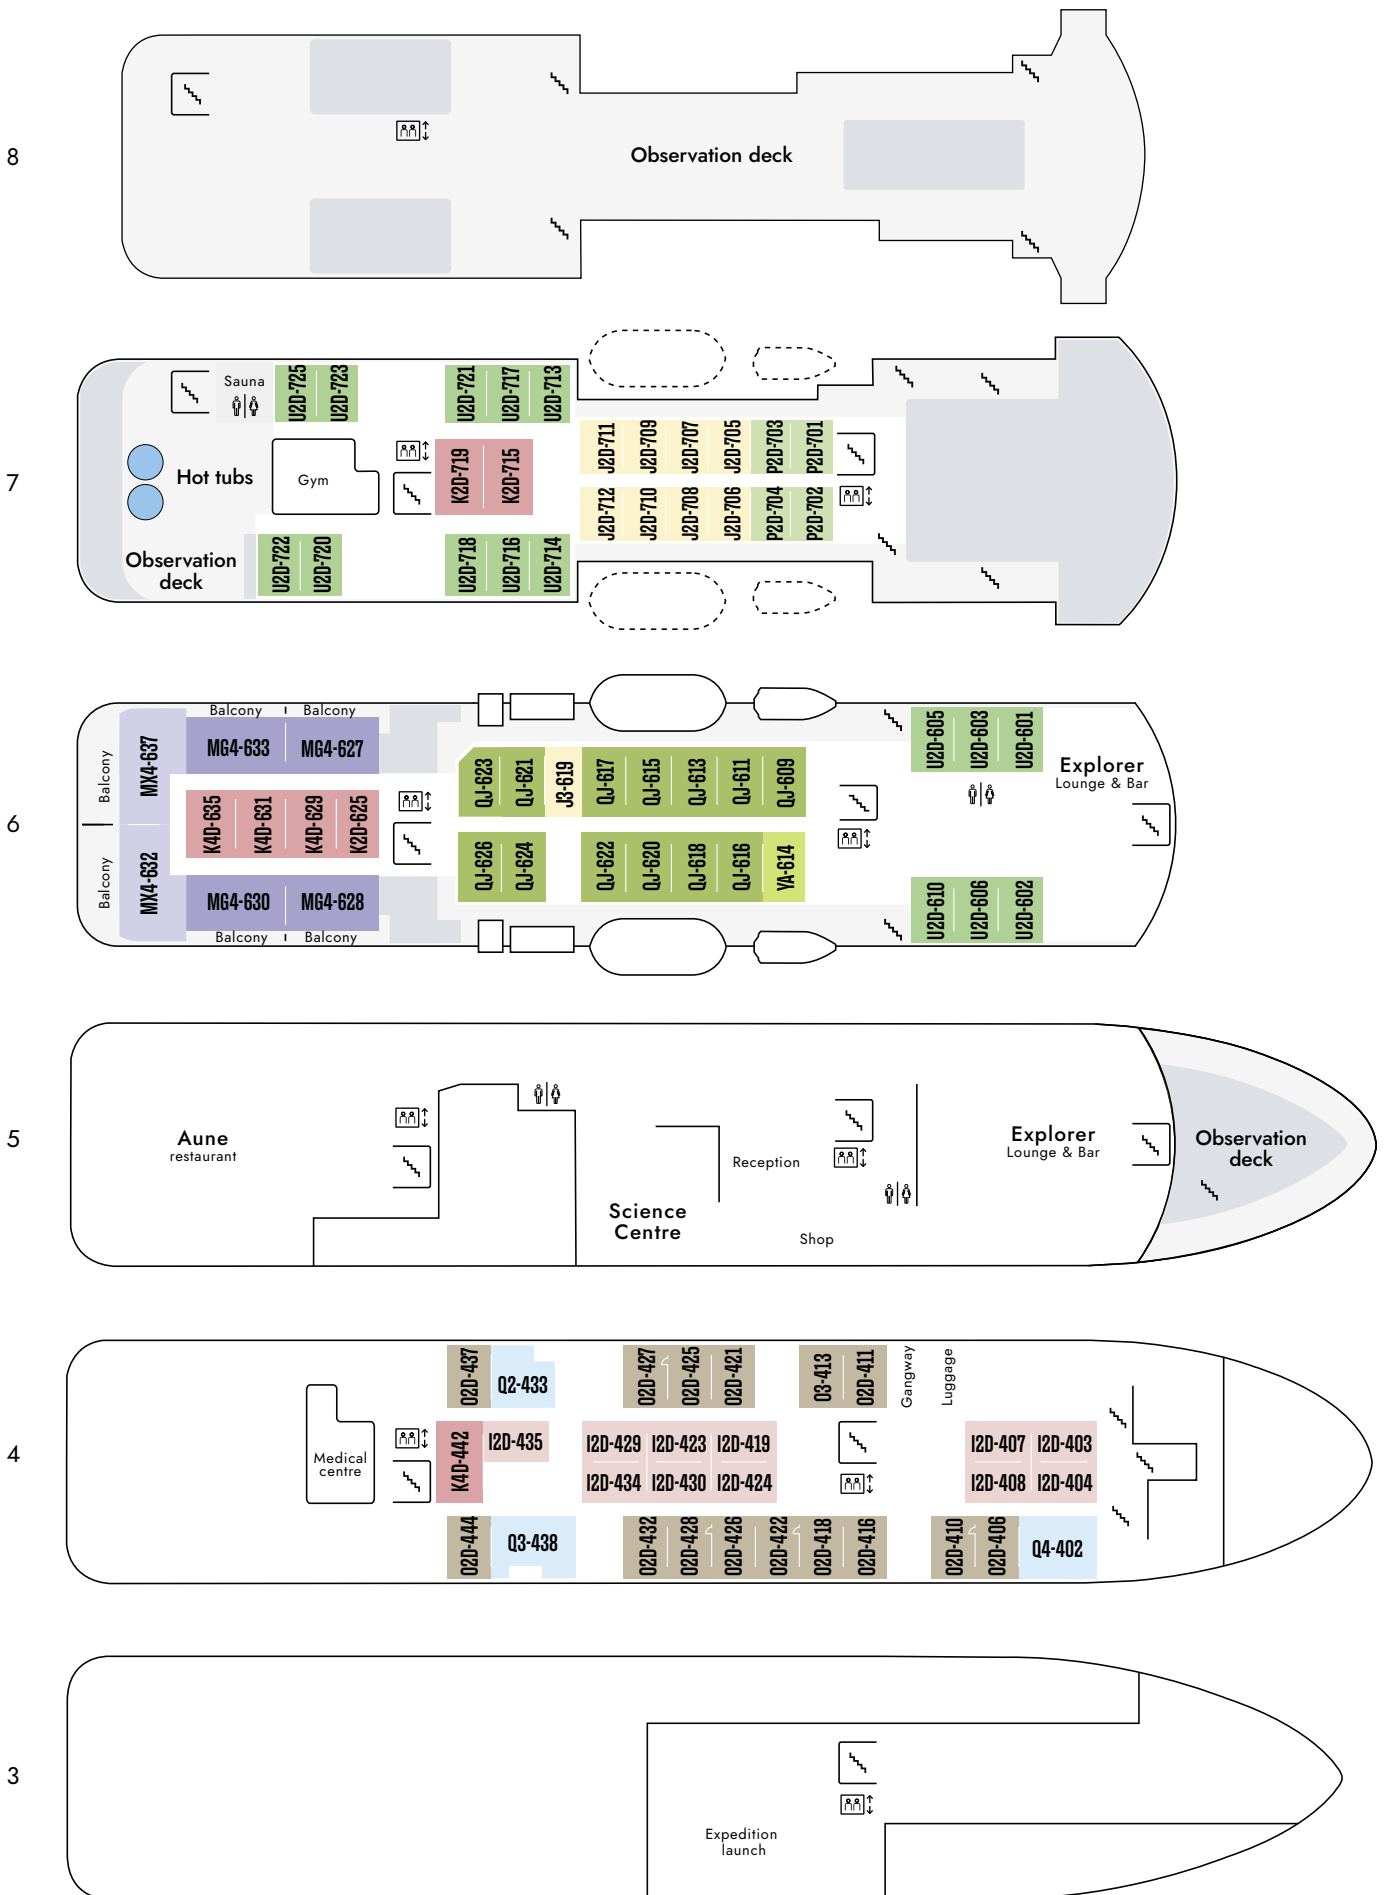 8
Observation deck
7
Sauna
U2D-725
U2D-723
U2D-721
U2D-717
U2D-713
J2D-711
J2D-709
J2D-707
J2D-705
P2D-703
P2D-701
Hot tubs
Gym
K2D-719
K2D-715
J2D-712
J2D-710
J2D-708
J2D-706
P2D-704
P2D-702
Observation
deck
U2D-722
U2D-720
U2D-718
U2D-716
U2D-714
6
Balcony
Balcony
Balcony
MX4-637
MG4-633
MG4-627
QJ-623
QJ-621
J3-619
QJ-617
QJ-615
QJ-613
QJ-611
QJ-609
U2D-605
U2D-603
U2D-601
Explorer
Lounge & Bar
K4D-635
K4D-631
K4D-629
K2D-625
Balcony
MX4-632
MG4-630
MG4-628
QJ-626
QJ-624
QJ-622
QJ-620
QJ-618
QJ-616
YA-614
U2D-610
U2D-606
U2D-602
Balcony
Balcony
5
Aune
restaurant
Science
Centre
Reception
Shop
Explorer
Lounge & Bar
Observation
deck
4
O2D-437
Q2-433
O2D-427
O2D-425
O2D-421
O3-413
O2D-411
Gangway
Luggage
Medical
centre
K4D-442
I2D-435
I2D-429
I2D-423
I2D-419
I2D-407
I2D-403
I2D-434
I2D-430
I2D-424
I2D-408
I2D-404
O2D-444
Q3-438
O2D-432
O2D-428
O2D-426
O2D-422
O2D-418
O2D-416
O2D-410
O2D-406
Q4-402
3
Expedition
launch